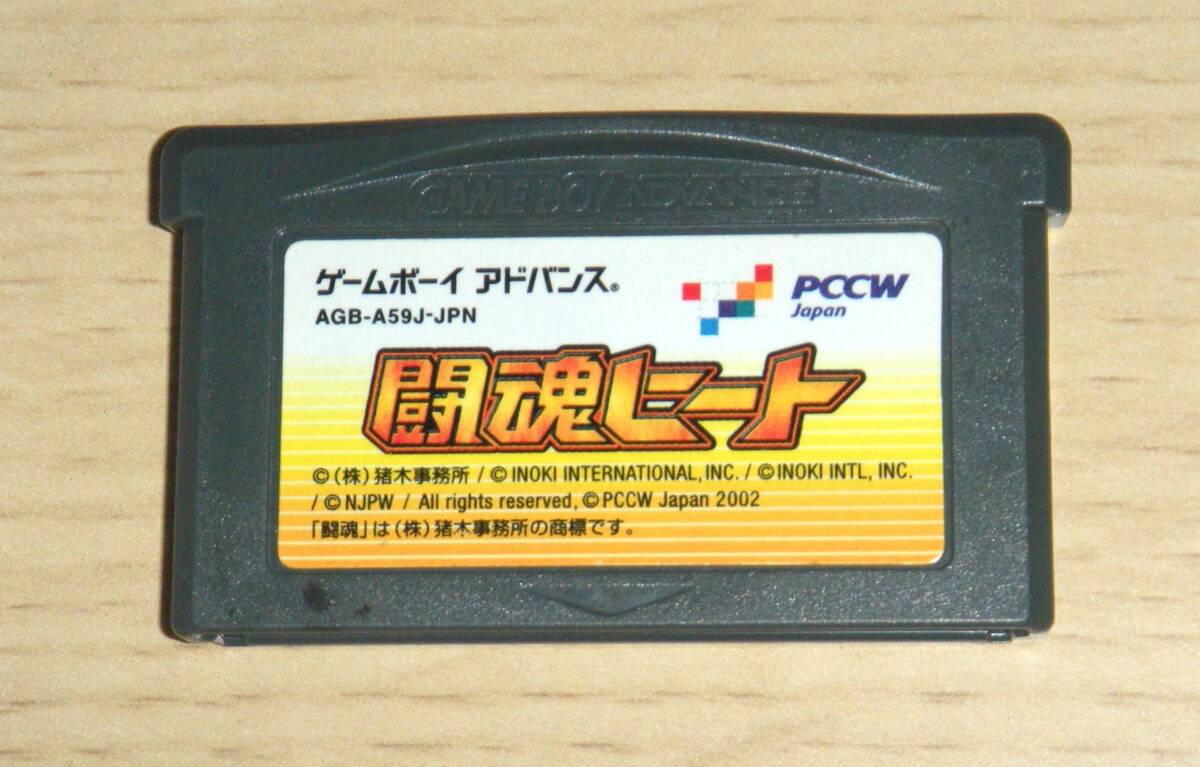 GAME BOY ADVANCE
ゲームボーイ アドバンス®
AGB-A59J-JPN
PCCW
Japan
闘魂ヒート
©(株)猪木事務所 / © INOKI INTERNATIONAL, INC. / © INOKI INTL, INC.
/ © NJPW / All rights reserved, © PCCW Japan 2002
「闘魂」は(株)猪木事務所の商標です。